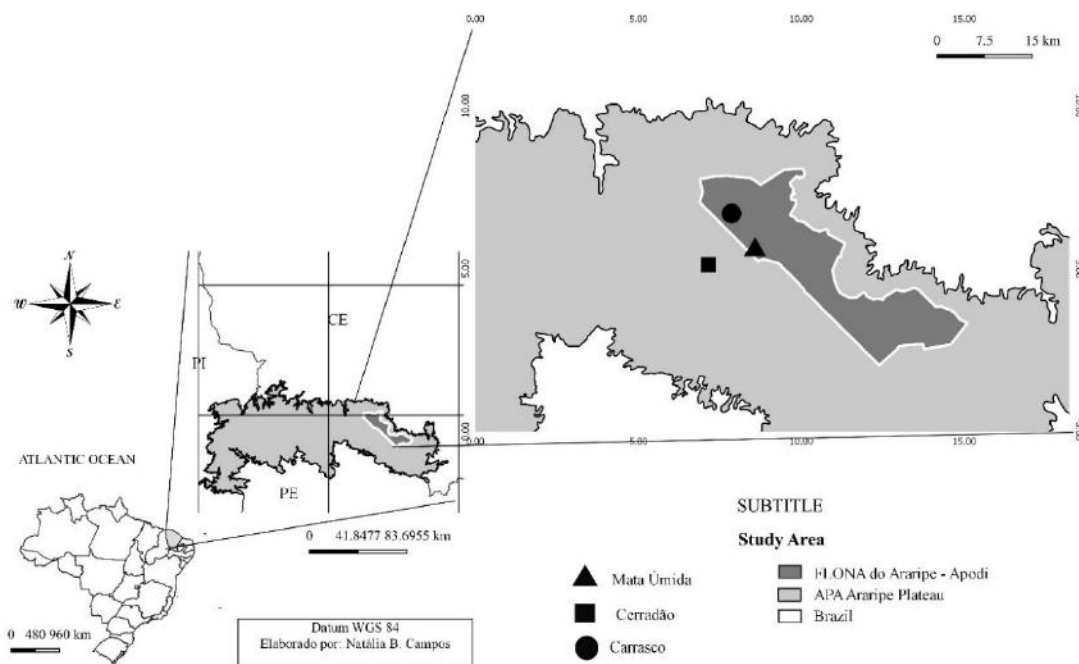 0.00 5.00 10.00 15.00
0 7.5 15 km
10.00
5.00
0.00
0.00 5.00 10.00 15.00
N
W E
S
CE
PI
PE
ATLANTIC OCEAN
0 41.8477 83.6955 km
0 480 960 km
Datum WGS 84
Elaborado por: Natália B. Campos
SUBTITLE
Study Area
Mata Úmida
Cerradão
Carrasco
FLONA do Araripe - Apodi
APA Araripe Plateau
Brazil